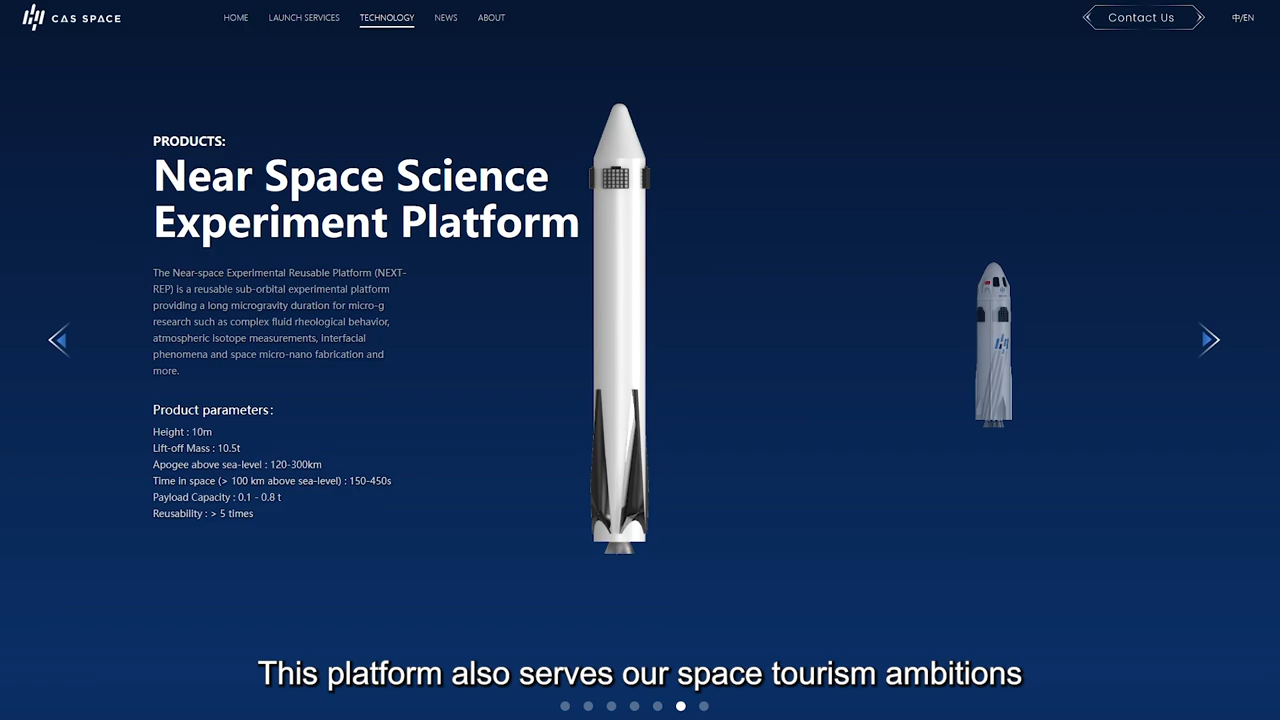 CAS SPACE
HOME
LAUNCH SERVICES
TECHNOLOGY
NEWS
ABOUT
Contact Us
中/EN
PRODUCTS:
Near Space Science
Experiment Platform
The Near-space Experimental Reusable Platform (NEXT-
REP) is a reusable sub-orbital experimental platform
providing a long microgravity duration for micro-g
research such as complex fluid rheological behavior,
atmospheric isotope measurements, interfacial
phenomena and space micro-nano fabrication and
more.
Product parameters:
Height : 10m
Lift-off Mass : 10.5t
Apogee above sea-level : 120-300km
Time in space (> 100 km above sea-level) : 150-450s
Payload Capacity : 0.1 - 0.8 t
Reusability : > 5 times
This platform also serves our space tourism ambitions